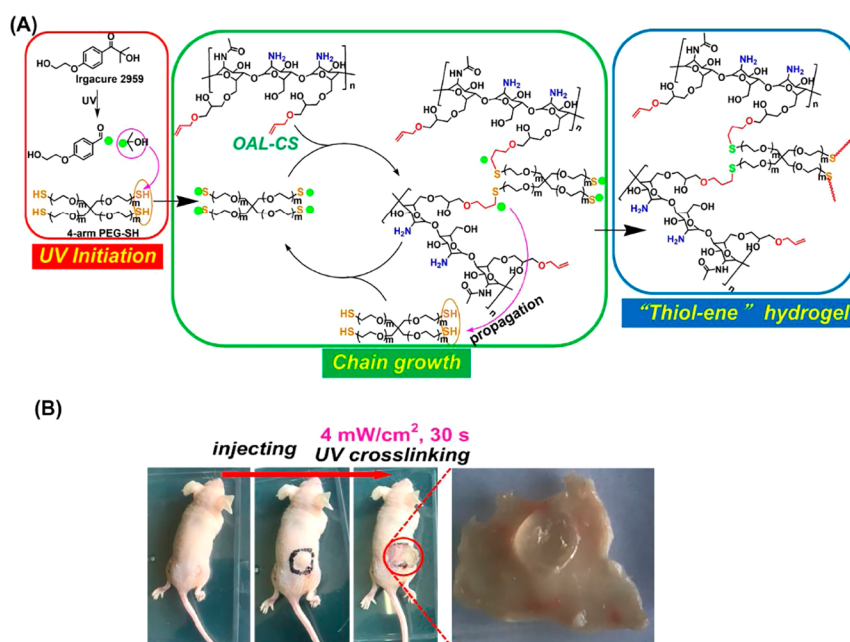 (A)
Irgacure 2959
UV
4-arm PEG-SH
UV Initiation
OAL-CS
propagation
Chain growth
“Thiol-ene” hydrogel
(B)
injecting
4 mW/cm², 30 s
UV crosslinking